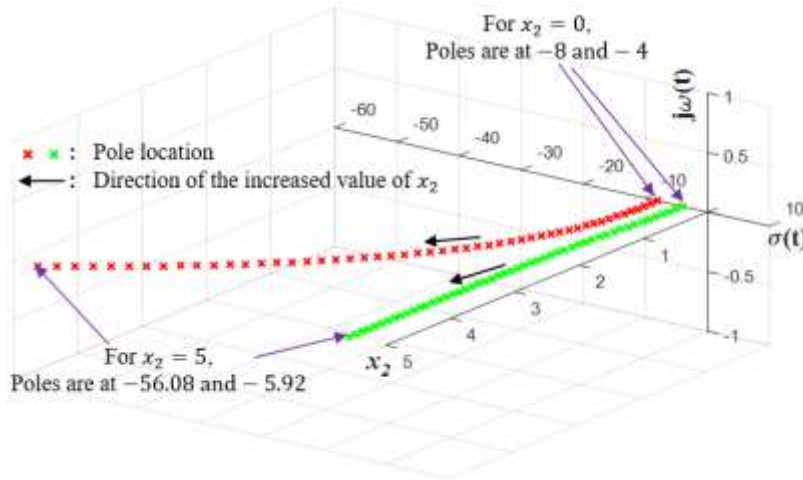 For x₂ = 0,
Poles are at −8 and − 4
jω(t)
1
0.5
-0.5
-1
-60
-50
-40
-30
-20
10
10
σ(t)
× × : Pole location
: Direction of the increased value of x₂
1
2
3
4
5
x₂
For x₂ = 5,
Poles are at −56.08 and − 5.92